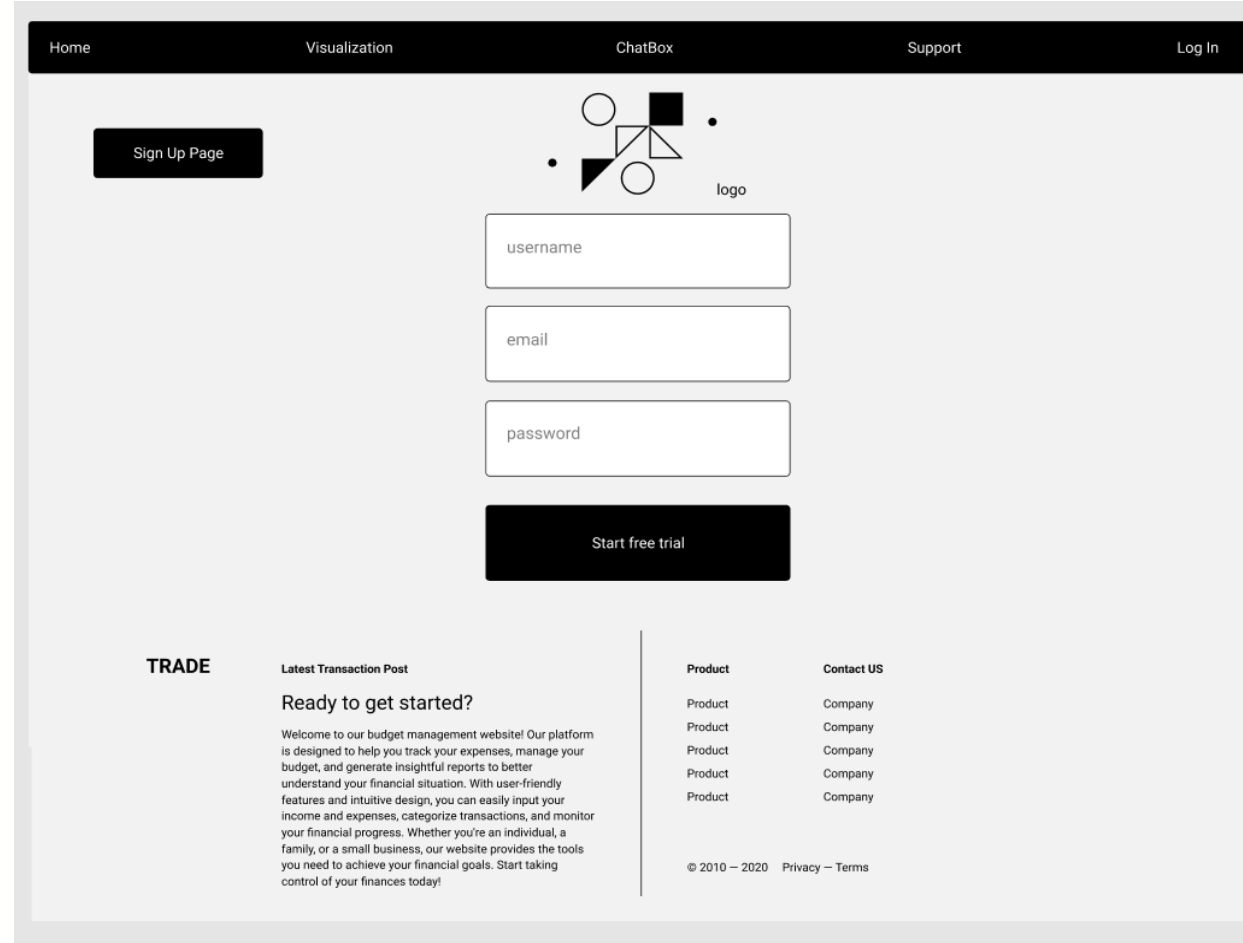 Home
Visualization
ChatBox
Support
Log In
Sign Up Page
logo
username
email
password
Start free trial
TRADE
Latest Transaction Post
Ready to get started?
Welcome to our budget management website! Our platform
is designed to help you track your expenses, manage your
budget, and generate insightful reports to better
understand your financial situation. With user-friendly
features and intuitive design, you can easily input your
income and expenses, categorize transactions, and monitor
your financial progress. Whether you're an individual, a
family, or a small business, our website provides the tools
you need to achieve your financial goals. Start taking
control of your finances today!
Product
Product
Product
Product
Product
Product
Contact US
Company
Company
Company
Company
Company
© 2010 — 2020
Privacy — Terms